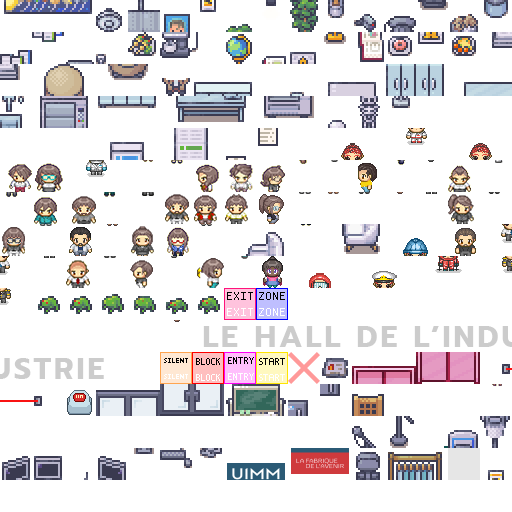 EXIT ZONE
EXIT ZONE
LE HALL DE L'INDU
USTRIE
SILENT BLOCK ENTRY START
SILENT BLOCK ENTRY START
UIMM
LA FABRIQUE
DE L'AVENIR